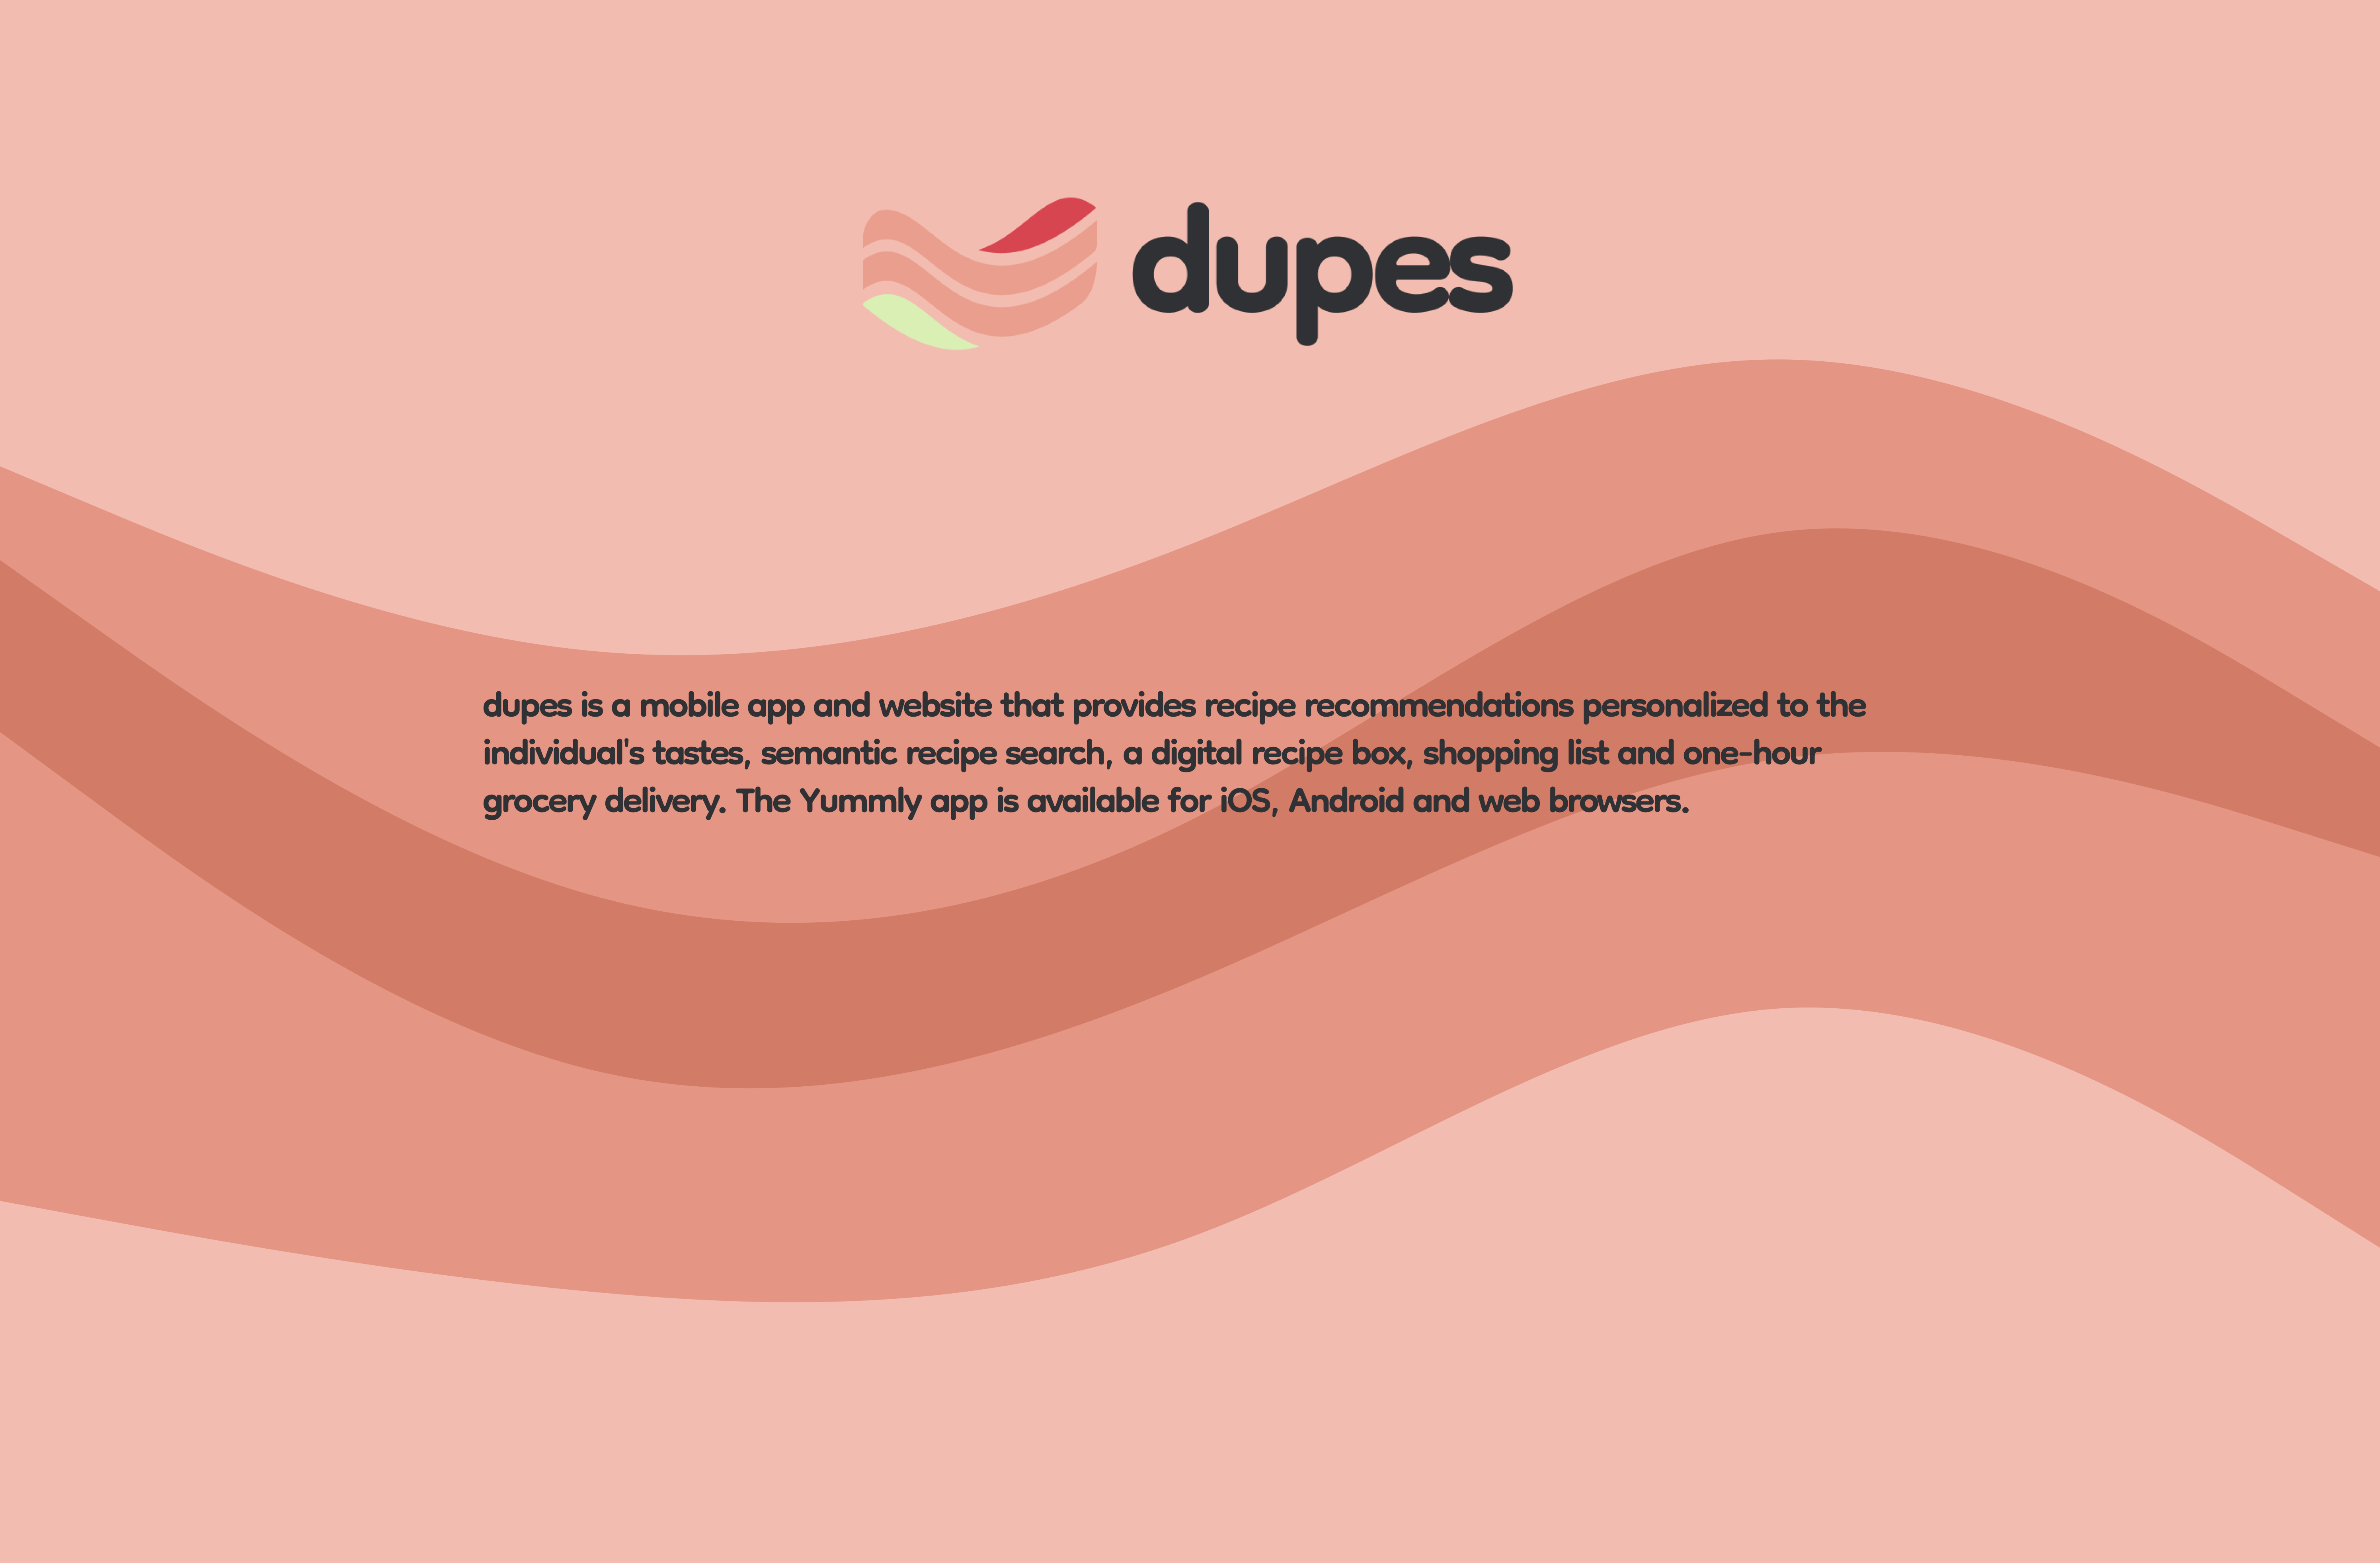 dupes
dupes is a mobile app and website that provides recipe recommendations personalized to the
individual's tastes, semantic recipe search, a digital recipe box, shopping list and one-hour
grocery delivery. The Yummly app is available for iOS, Android and web browsers.